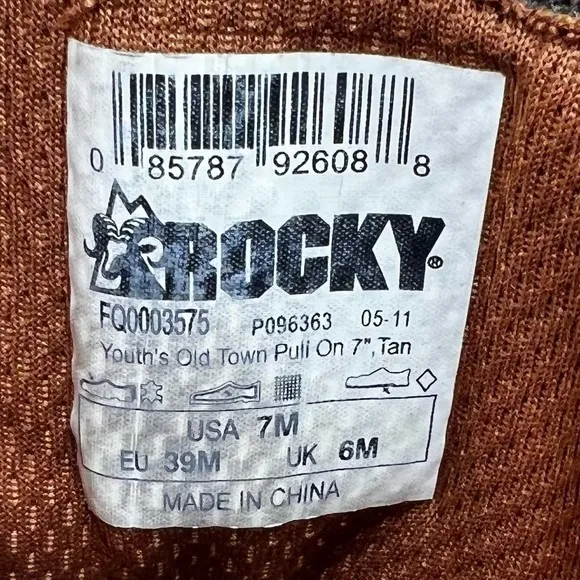 0 85787 92608 8
ROCKY®
FQ0003575 P096363 05-11
Youth's Old Town Pull On 7", Tan
USA 7M
EU 39M UK 6M
MADE IN CHINA